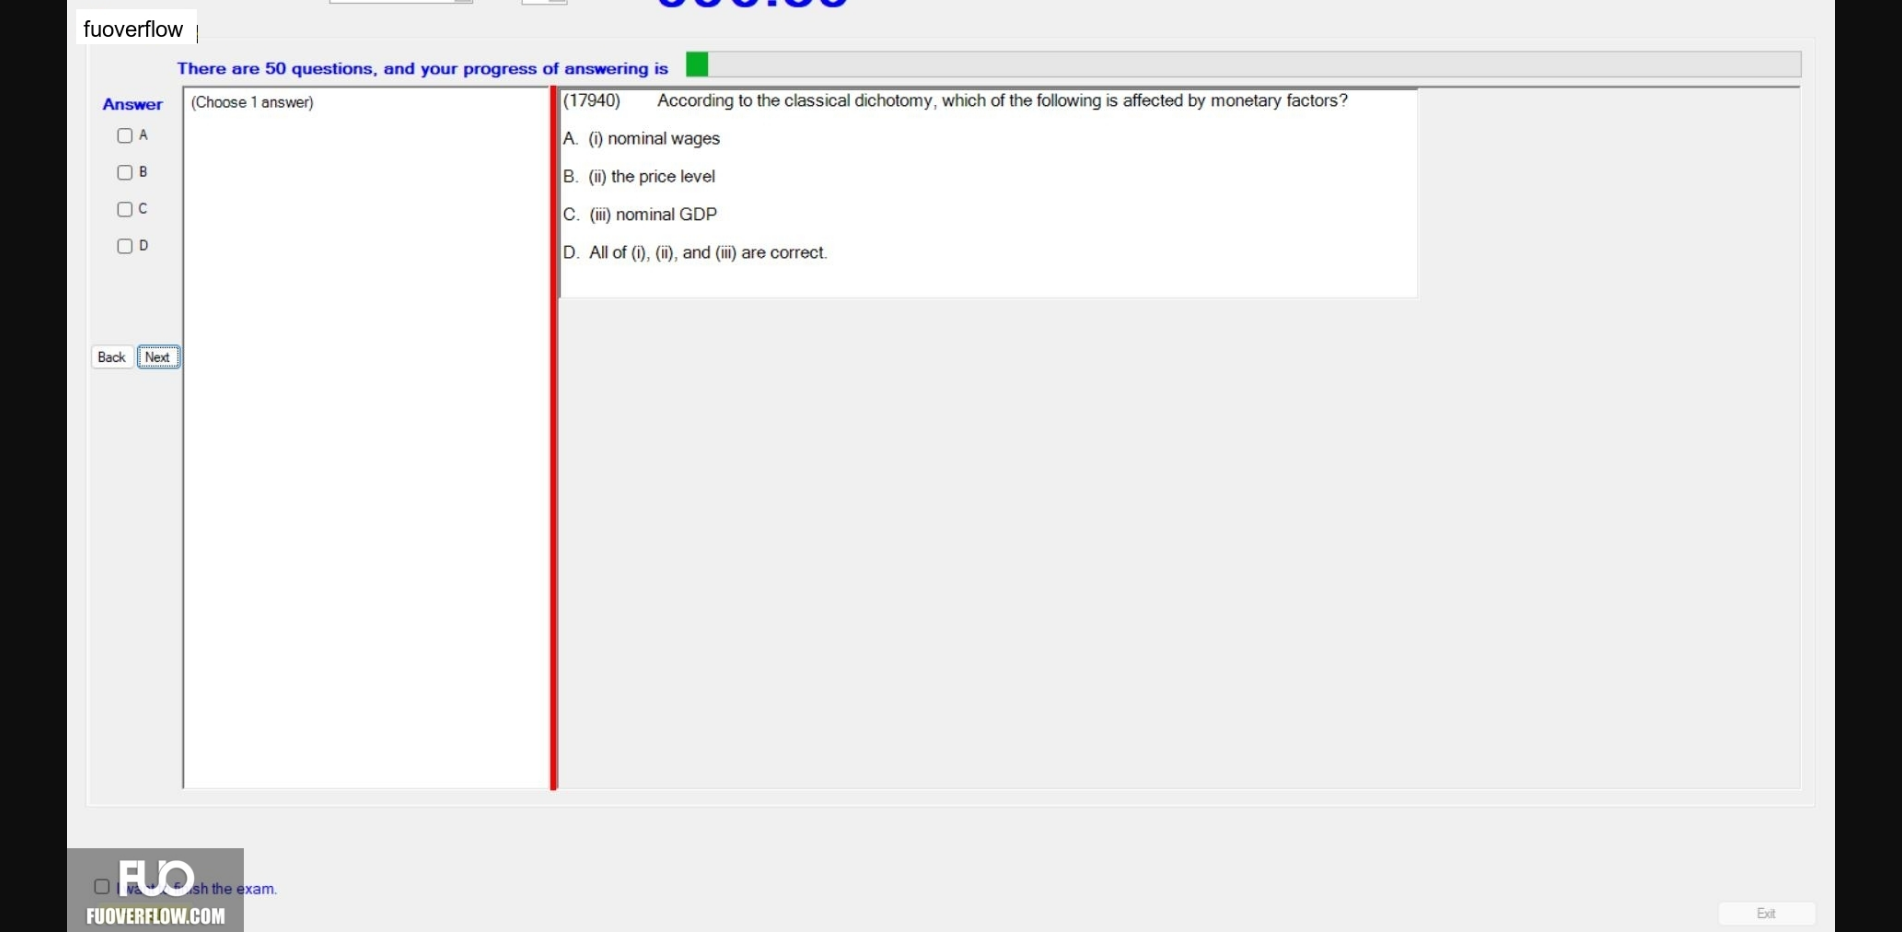 fuoverflow
There are 50 questions, and your progress of answering is
Answer
(Choose 1 answer)
A
B
C
D
Back
Next
(17940) According to the classical dichotomy, which of the following is affected by monetary factors?
A. (i) nominal wages
B. (ii) the price level
C. (iii) nominal GDP
D. All of (i), (ii), and (iii) are correct.
FUO
sh the exam.
FUOVERFLOW.COM
Exit